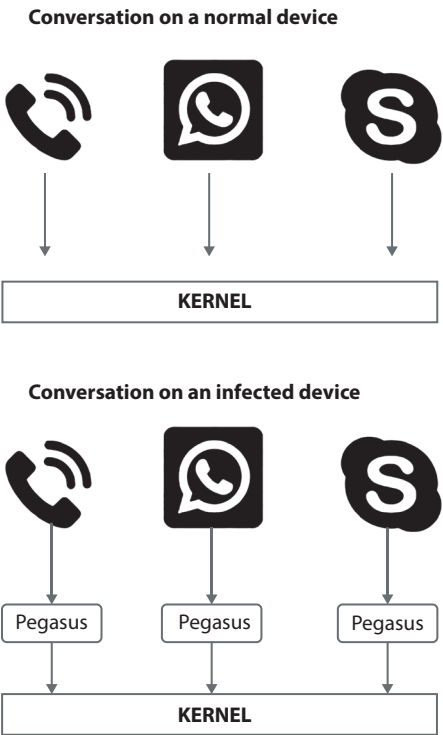 Conversation on a normal device
S
KERNEL
Conversation on an infected device
S
Pegasus Pegasus Pegasus
KERNEL